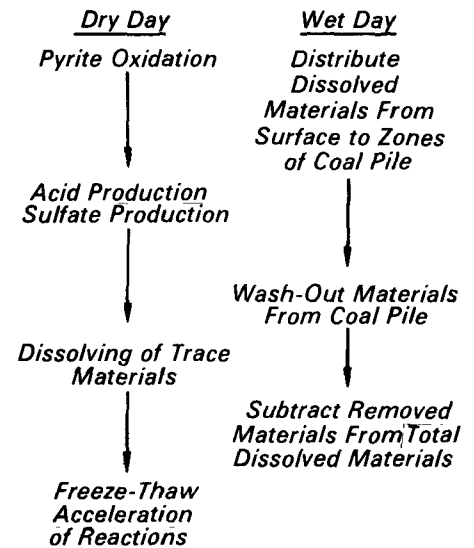 Dry Day
Pyrite Oxidation
Acid Production
Sulfate Production
Dissolving of Trace
Materials
Freeze-Thaw
Acceleration
of Reactions
Wet Day
Distribute
Dissolved
Materials From
Surface to Zones
of Coal Pile
Wash-Out Materials
From Coal Pile
Subtract Removed
Materials From Total
Dissolved Materials